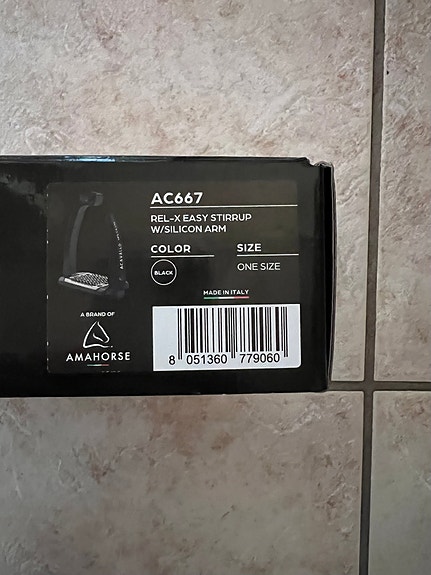 AC667
REL-X EASY STIRRUP
W/SILICON ARM
COLOR
BLACK
SIZE
ONE SIZE
MADE IN ITALY
ACAVALLO
A BRAND OF
AMAHORSE
8 051360 779060